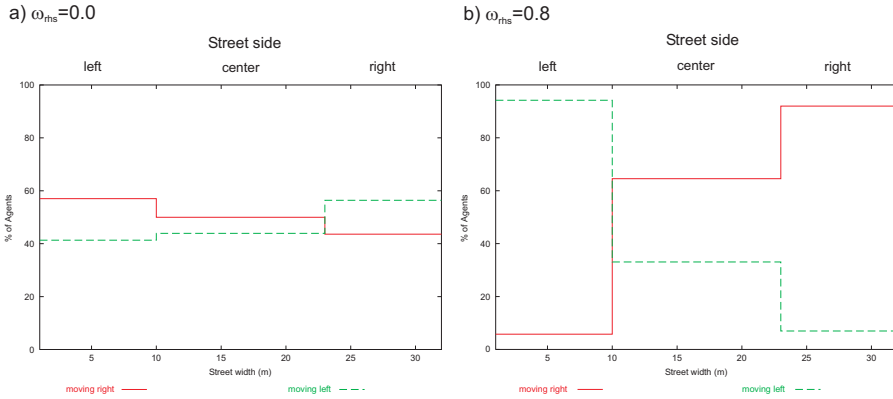 a) ωrhs=0.0
Street side
left center right
100
80
60
40
20
0
% of Agents
5 10 15 20 25 30
Street width (m)
moving right moving left
b) ωrhs=0.8
Street side
left center right
100
80
60
40
20
0
% of Agents
5 10 15 20 25 30
Street width (m)
moving right moving left